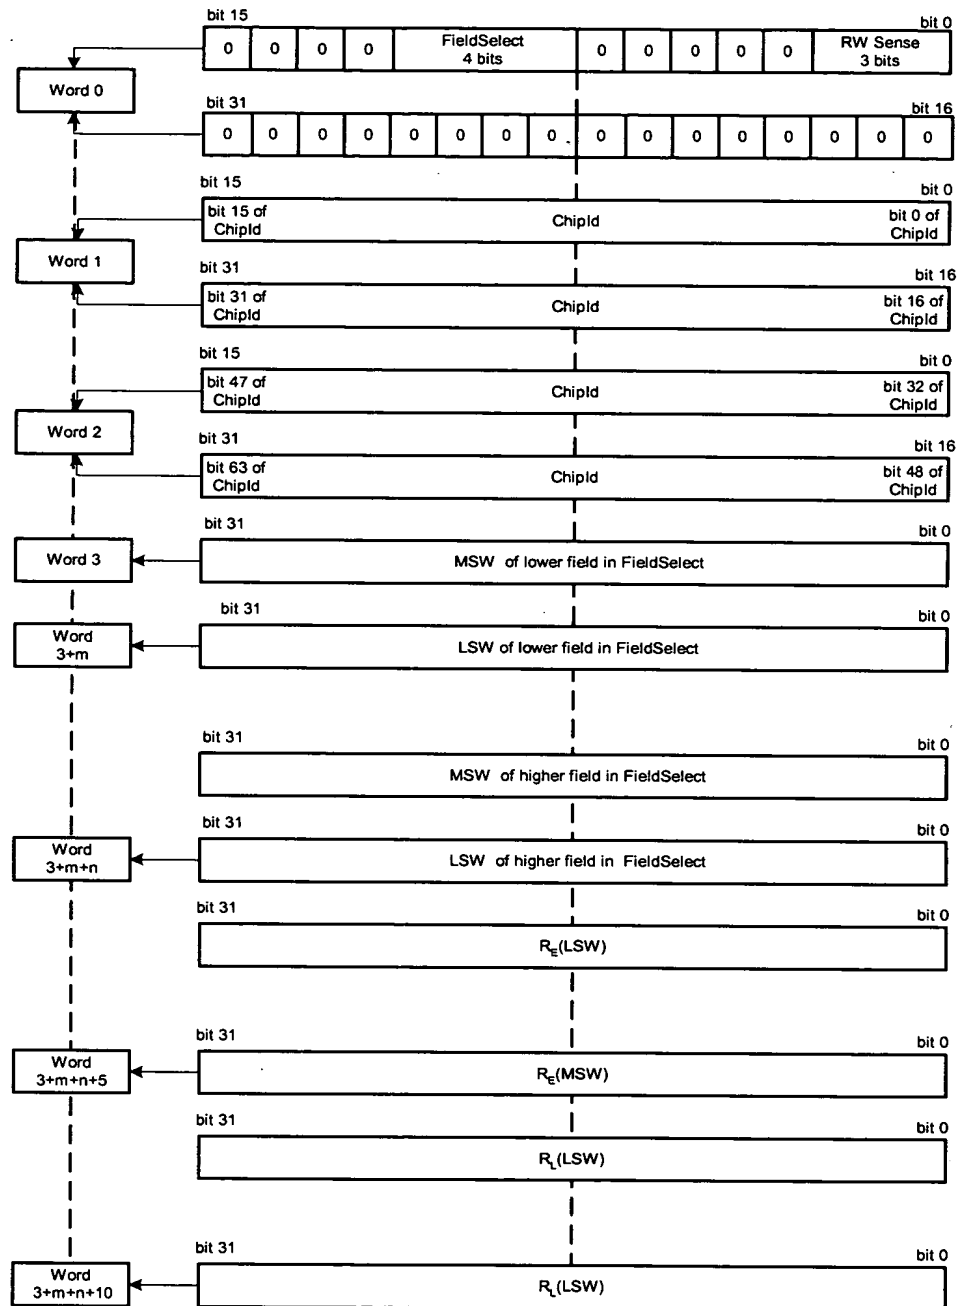 bit 15
bit 0
0 0 0 0 FieldSelect 4 bits 0 0 0 0 0 RW Sense 3 bits
Word 0
bit 31
bit 16
0 0 0 0 0 0 0 0 0 0 0 0 0 0 0 0
bit 15
bit 0
bit 15 of ChipId
ChipId
bit 0 of ChipId
Word 1
bit 31
bit 16
bit 31 of ChipId
ChipId
bit 16 of ChipId
bit 15
bit 0
bit 47 of ChipId
ChipId
bit 32 of ChipId
Word 2
bit 31
bit 16
bit 63 of ChipId
ChipId
bit 48 of ChipId
bit 31
bit 0
Word 3
MSW of lower field in FieldSelect
bit 31
bit 0
Word 3+m
LSW of lower field in FieldSelect
bit 31
bit 0
MSW of higher field in FieldSelect
bit 31
bit 0
Word 3+m+n
LSW of higher field in FieldSelect
bit 31
bit 0
R_E(LSW)
bit 31
bit 0
Word 3+m+n+5
R_E(MSW)
bit 31
bit 0
R_L(LSW)
bit 31
bit 0
Word 3+m+n+10
R_L(LSW)